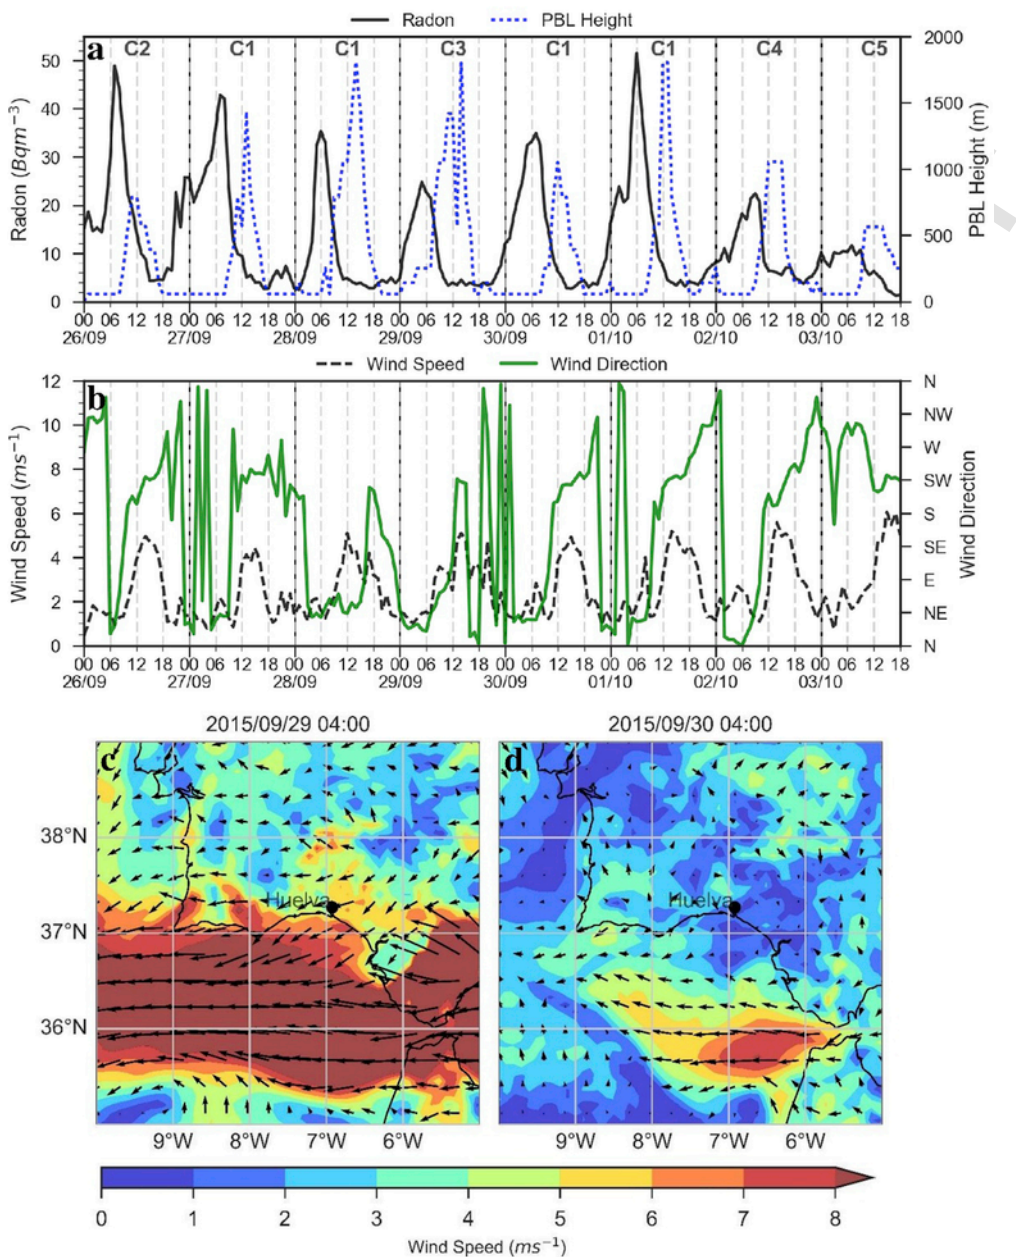 Radon PBL Height
a C2 C1 C1 C3 C1 C1 C4 C5
50 40 30 20 10 0
Radon (Bqm⁻³)
2000 1500 1000 500 0
PBL Height (m)
00 06 12 18 00 06 12 18 00 06 12 18 00 06 12 18 00 06 12 18 00 06 12 18 00 06 12 18 00 06 12 18
26/09 27/09 28/09 29/09 30/09 01/10 02/10 03/10
Wind Speed Wind Direction
b
12 10 8 6 4 2 0
Wind Speed (ms⁻¹)
N NW W SW S SE E NE N
Wind Direction
00 06 12 18 00 06 12 18 00 06 12 18 00 06 12 18 00 06 12 18 00 06 12 18 00 06 12 18 00 06 12 18
26/09 27/09 28/09 29/09 30/09 01/10 02/10 03/10
2015/09/29 04:00 2015/09/30 04:00
c d
38°N
Huelva Huelva
37°N
36°N
9°W 8°W 7°W 6°W 9°W 8°W 7°W 6°W
0 1 2 3 4 5 6 7 8
Wind Speed (ms⁻¹)